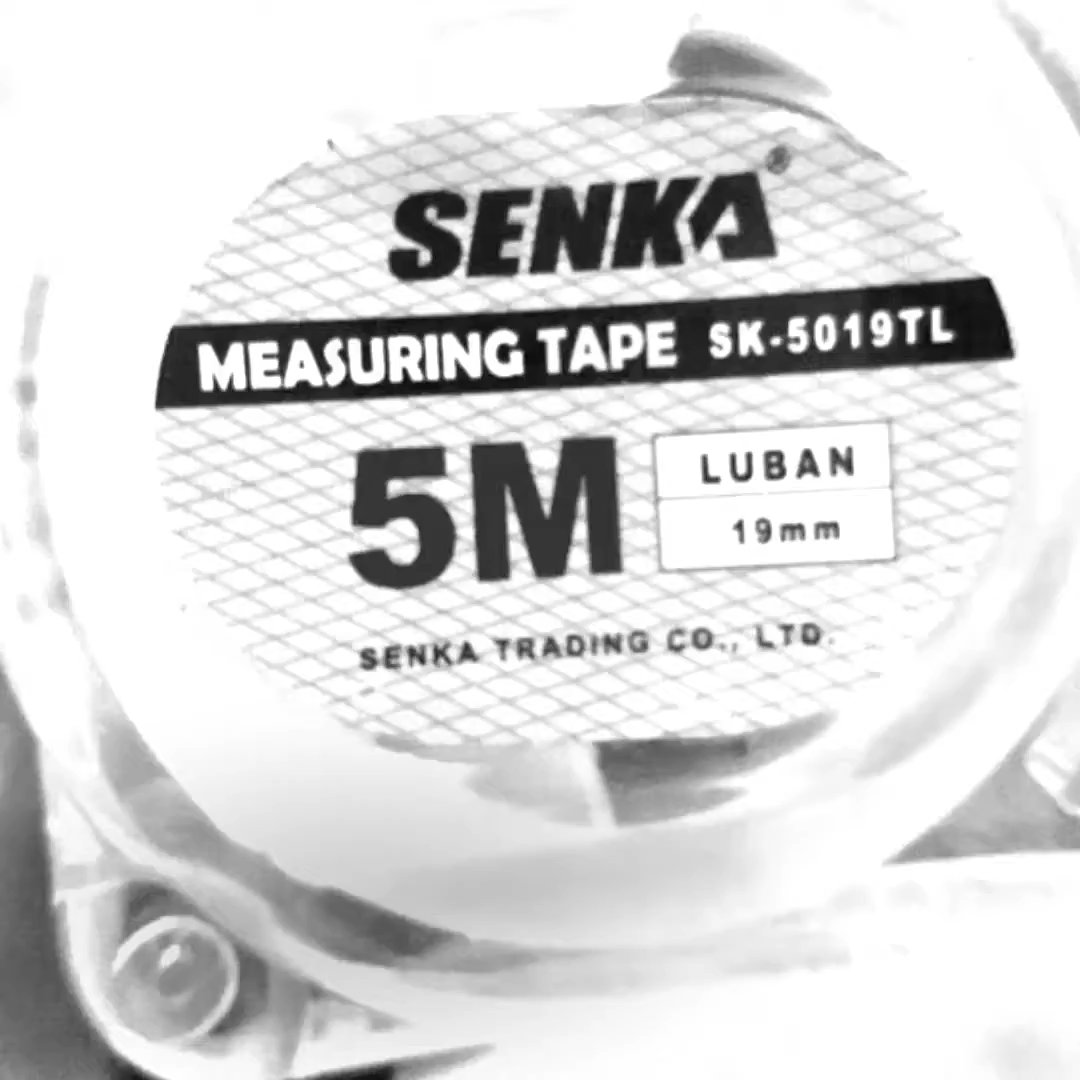 SENKA®
MEASURING TAPE SK-5019TL
5M
LUBAN
19mm
SENKA TRADING CO., LTD.